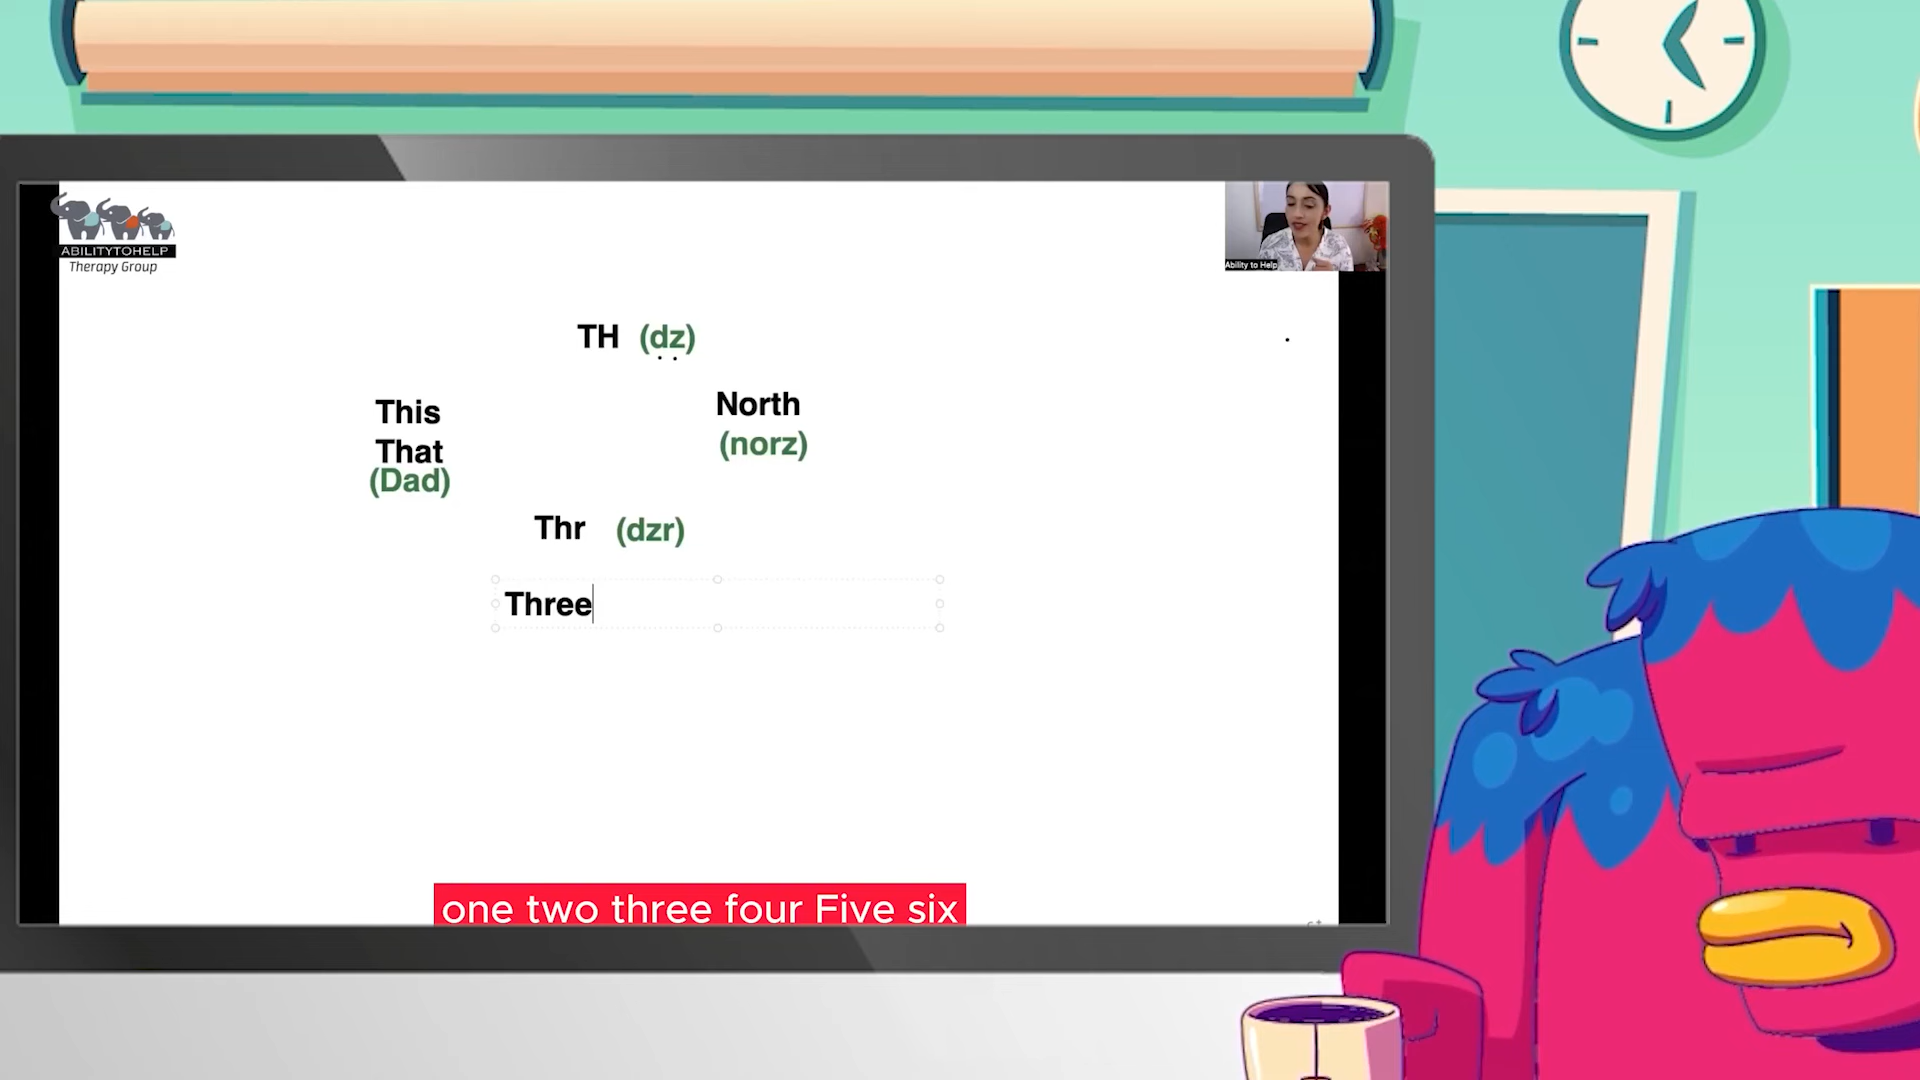 ABILITYTOHELP
Therapy Group
Ability to Help
TH (dz)
This
That
(Dad)
North
(norz)
Thr (dzr)
Three
one two three four Five six